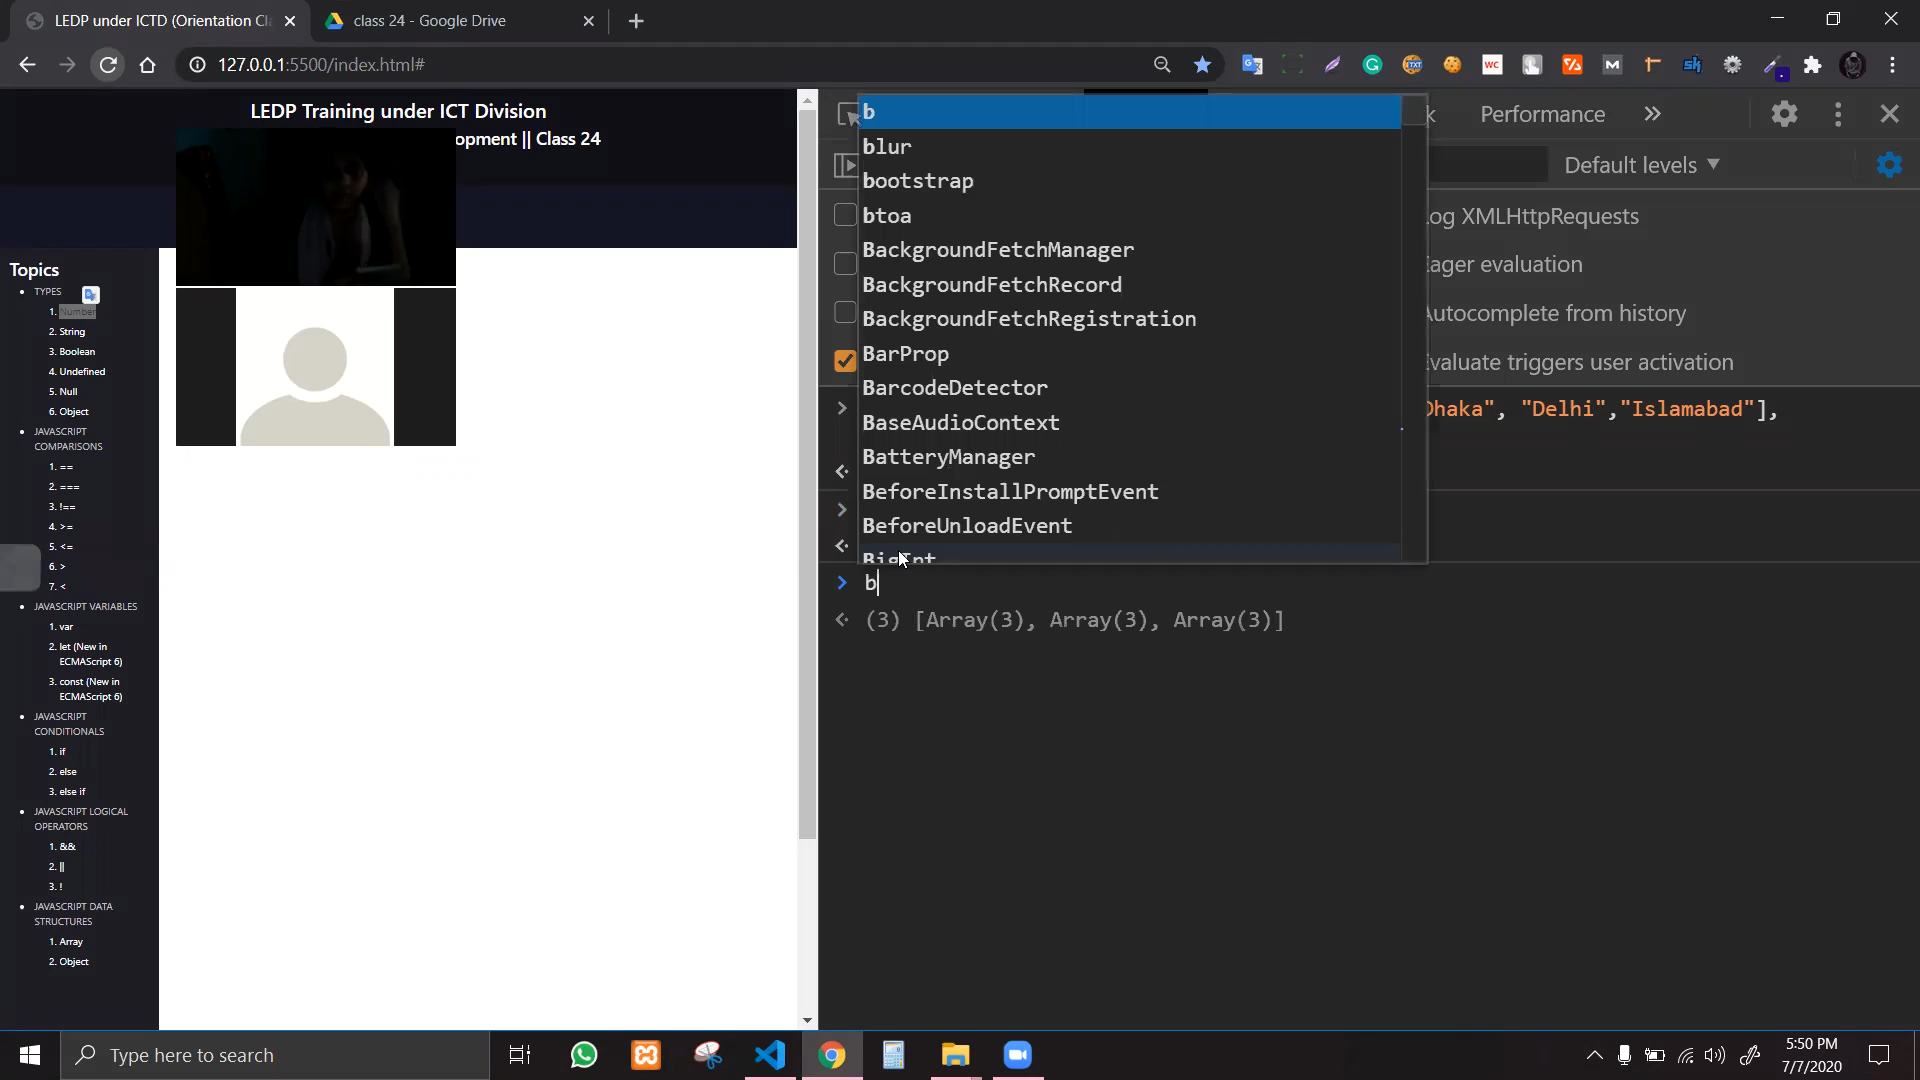 LEDP under ICTD (Orientation Cla
class 24 - Google Drive
127.0.0.1:5500/index.html#
LEDP Training under ICT Division
opment || Class 24
Topics
TYPES
1. Number
2. String
3. Boolean
4. Undefined
5. Null
6. Object
JAVASCRIPT
COMPARISONS
1. ==
2. ===
3. !==
4. >=
5. <=
6. >
7. <
JAVASCRIPT VARIABLES
1. var
2. let (New in
ECMAScript 6)
3. const (New in
ECMAScript 6)
JAVASCRIPT
CONDITIONALS
1. if
2. else
3. else if
JAVASCRIPT LOGICAL
OPERATORS
1. &&
2. ||
3. !
JAVASCRIPT DATA
STRUCTURES
1. Array
2. Object
k Performance
Default levels
b
blur
bootstrap
btoa
BackgroundFetchManager
BackgroundFetchRecord
BackgroundFetchRegistration
BarProp
BarcodeDetector
BaseAudioContext
BatteryManager
BeforeInstallPromptEvent
BeforeUnloadEvent
BigInt
og XMLHttpRequests
ager evaluation
utocomplete from history
valuate triggers user activation
Dhaka", "Delhi","Islamabad"],
> b
(3) [Array(3), Array(3), Array(3)]
Type here to search
5:50 PM
7/7/2020